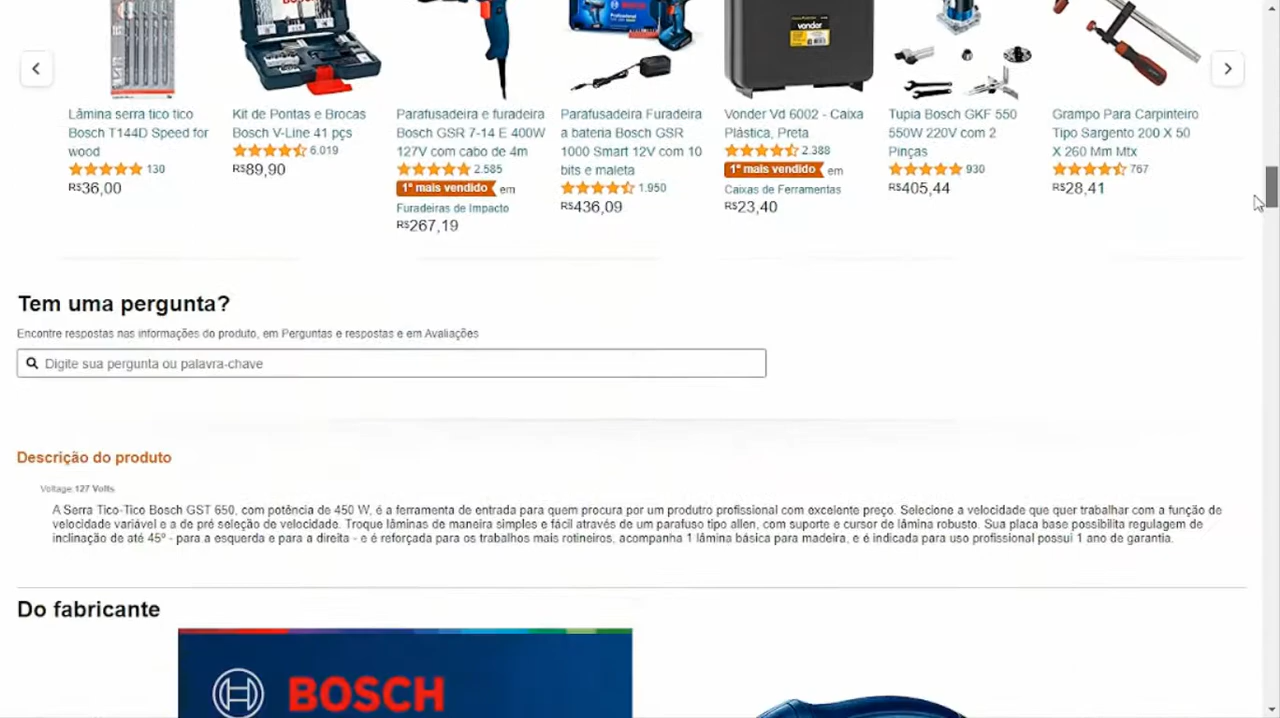 Lâmina serra tico tico
Bosch T144D Speed for
wood
130
R$36,00
Kit de Pontas e Brocas
Bosch V-Line 41 pçs
6.019
R$89,90
Parafusadeira e furadeira
Bosch GSR 7-14 E 400W
127V com cabo de 4m
2.585
1º mais vendido em
Furadeiras de Impacto
R$267,19
BOSCH
Parafusadeira Furadeira
a bateria Bosch GSR
1000 Smart 12V com 10
bits e maleta
1.950
R$436,09
vonder
Vonder Vd 6002 - Caixa
Plástica, Preta
2.388
1º mais vendido em
Caixas de Ferramentas
R$23,40
Tupia Bosch GKF 550
550W 220V com 2
Pinças
930
R$405,44
Grampo Para Carpinteiro
Tipo Sargento 200 X 50
X 260 Mm Mtx
767
R$28,41
Tem uma pergunta?
Encontre respostas nas informações do produto, em Perguntas e respostas e em Avaliações
Digite sua pergunta ou palavra-chave
Descrição do produto
Voltage:127 Volts
A Serra Tico-Tico Bosch GST 650, com potência de 450 W, é a ferramenta de entrada para quem procura por um produto profissional com excelente preço. Selecione a velocidade que quer trabalhar com a função de
velocidade variável e a de pré seleção de velocidade. Troque lâminas de maneira simples e fácil através de um parafuso tipo allen, com suporte e cursor de lâmina robusto. Sua placa base possibilita regulagem de
inclinação de até 45º - para a esquerda e para a direita - e é reforçada para os trabalhos mais rotineiros, acompanha 1 lâmina básica para madeira, e é indicada para uso profissional possui 1 ano de garantia.
Do fabricante
BOSCH